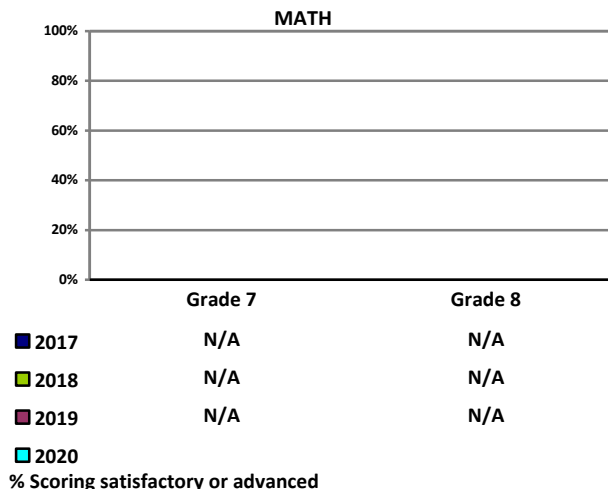 MATH
100%
80%
60%
40%
20%
0%
Grade 7 Grade 8
2017 N/A N/A
2018 N/A N/A
2019 N/A N/A
2020
% Scoring satisfactory or advanced